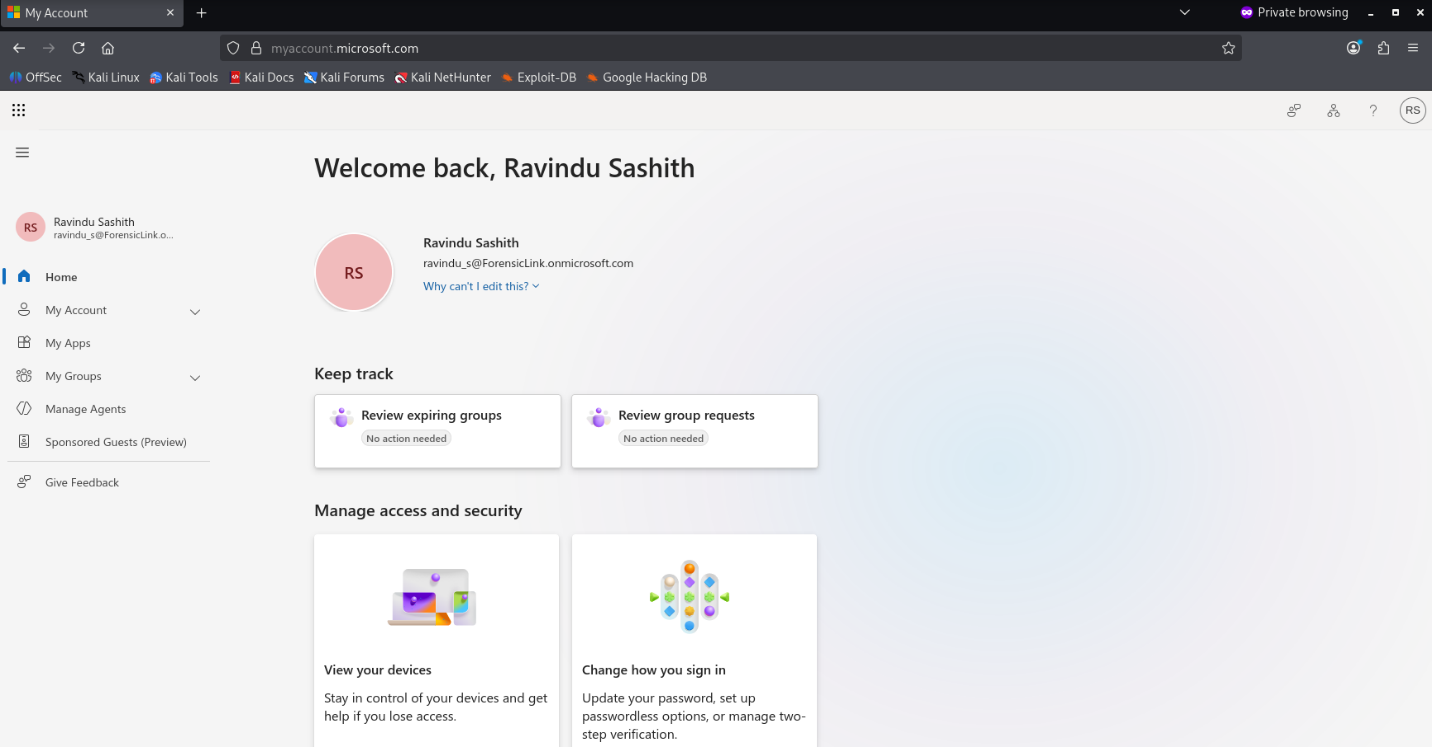 My Account
Private browsing
myaccount.microsoft.com
OffSec Kali Linux Kali Tools Kali Docs Kali Forums Kali NetHunter Exploit-DB Google Hacking DB
RS
Welcome back, Ravindu Sashith
RS
Ravindu Sashith
ravindu_s@ForensicLink.o...
RS
Ravindu Sashith
ravindu_s@ForensicLink.onmicrosoft.com
Why can't I edit this?
Home
My Account
My Apps
My Groups
Manage Agents
Sponsored Guests (Preview)
Give Feedback
Keep track
Review expiring groups
No action needed
Review group requests
No action needed
Manage access and security
View your devices
Stay in control of your devices and get
help if you lose access.
Change how you sign in
Update your password, set up
passwordless options, or manage two-
step verification.